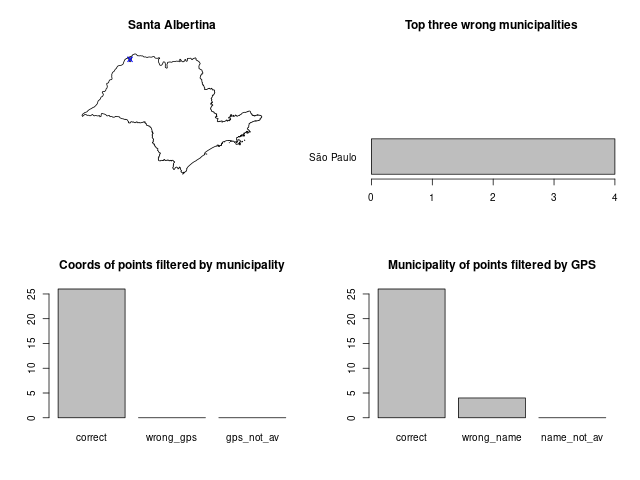 Santa Albertina
Top three wrong municipalities
São Paulo
0 1 2 3 4
Coords of points filtered by municipality
25
20
15
10
5
0
correct wrong_gps gps_not_av
Municipality of points filtered by GPS
25
20
15
10
5
0
correct wrong_name name_not_av